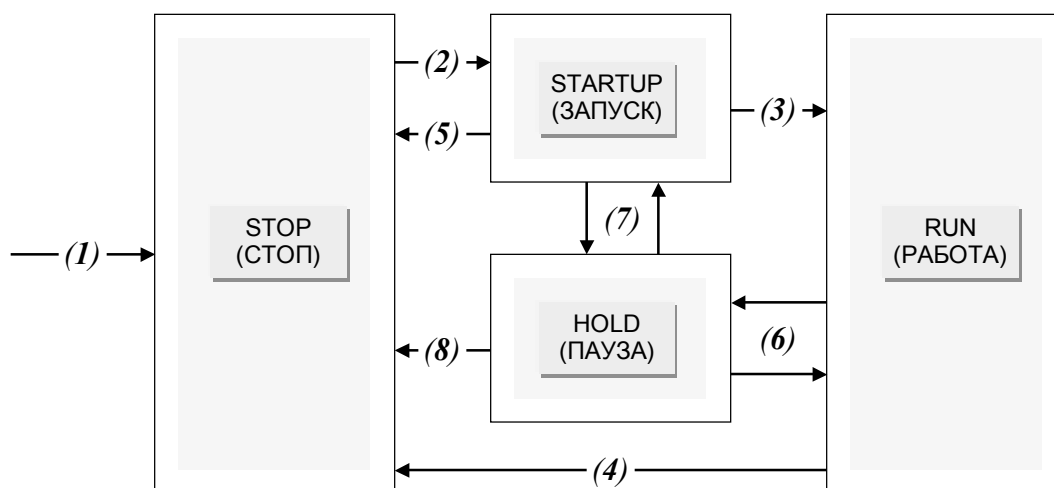 (2)
STARTUP
(ЗАПУСК)
(3)
(5)
(1)
STOP
(СТОП)
(7)
RUN
(РАБОТА)
HOLD
(ПАУЗА)
(8)
(6)
(4)